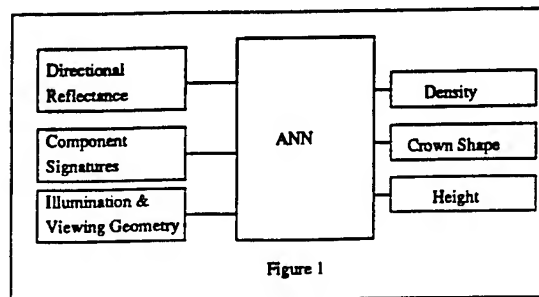 Directional
Reflectance
Component
Signatures
Illumination &
Viewing Geometry
ANN
Density
Crown Shape
Height
Figure 1